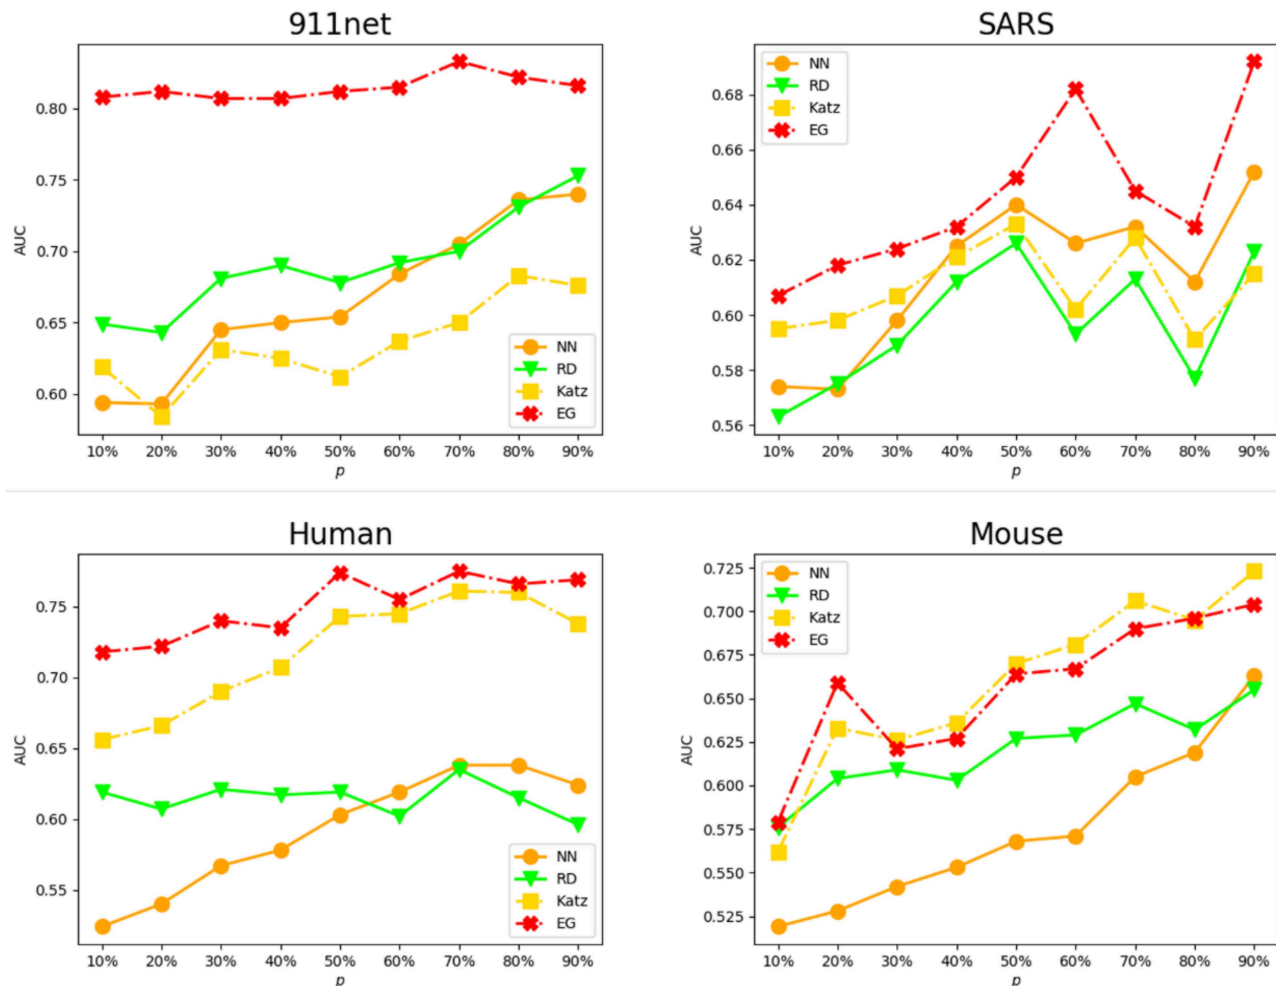 911net
AUC
0.80
0.75
0.70
0.65
0.60
NN
RD
Katz
EG
10% 20% 30% 40% 50% 60% 70% 80% 90%
p
SARS
AUC
0.68
0.66
0.64
0.62
0.60
0.58
0.56
NN
RD
Katz
EG
10% 20% 30% 40% 50% 60% 70% 80% 90%
p
Human
AUC
0.75
0.70
0.65
0.60
0.55
NN
RD
Katz
EG
10% 20% 30% 40% 50% 60% 70% 80% 90%
p
Mouse
AUC
0.725
0.700
0.675
0.650
0.625
0.600
0.575
0.550
0.525
NN
RD
Katz
EG
10% 20% 30% 40% 50% 60% 70% 80% 90%
p